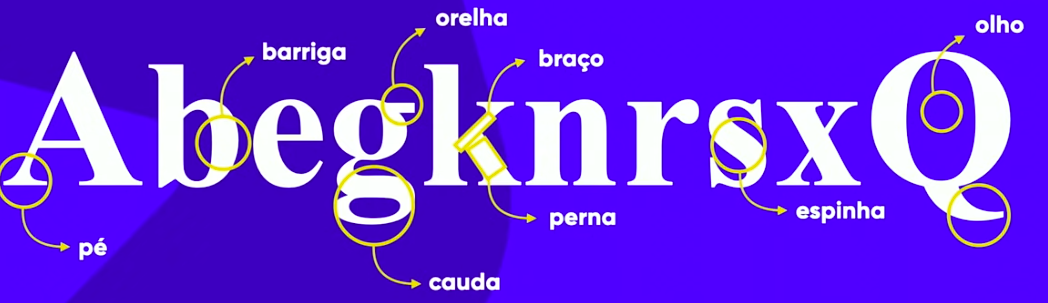 orelha
olho
barriga
braço
AbegknrsxQ
perna
espinha
pé
cauda